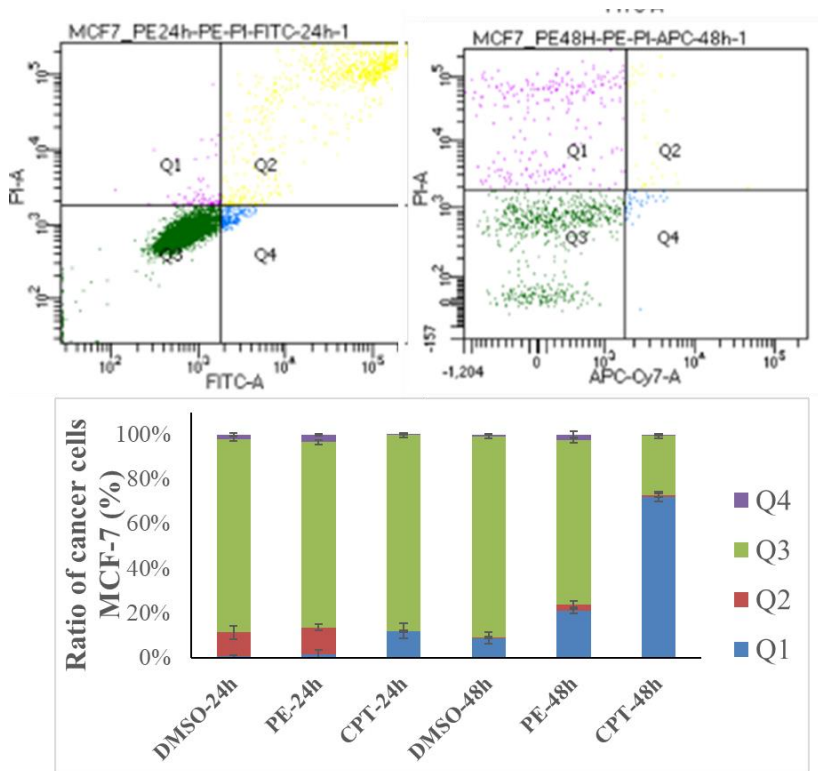 MCF7_PE24h-PE-PI-FITC-24h-1
PI-A
10^5
10^4
10^3
10^2
Q1
Q2
Q3
Q4
10^2
10^3
10^4
10^5
FITC-A
MCF7_PE48H-PE-PI-APC-48h-1
PI-A
10^5
10^4
10^3
10^2
0
-157
Q1
Q2
Q3
Q4
-1,204
0
10^3
10^4
10^5
APC-Cy7-A
Ratio of cancer cells
MCF-7 (%)
100%
80%
60%
40%
20%
0%
DMSO-24h
PE-24h
CPT-24h
DMSO-48h
PE-48h
CPT-48h
Q4
Q3
Q2
Q1